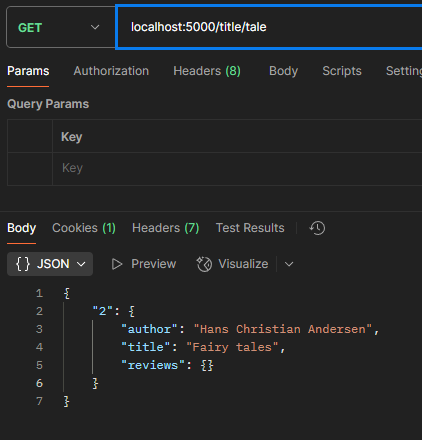 GET localhost:5000/title/tale
Params Authorization Headers (8) Body Scripts
Query Params
Key
Key
Body Cookies (1) Headers (7) Test Results
{} JSON Preview Visualize
1 {
2 "2": {
3 "author": "Hans Christian Andersen",
4 "title": "Fairy tales",
5 "reviews": {}
6 }
7 }